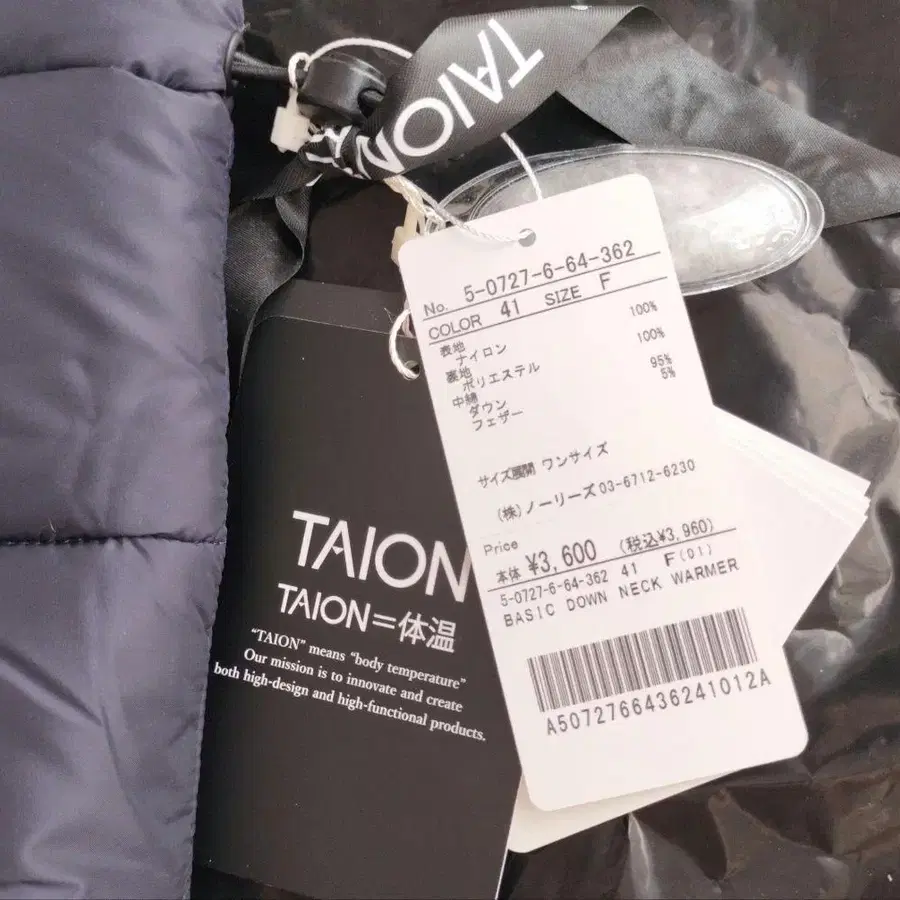 TAION
No. 5-0727-6-64-362
COLOR 41 SIZE F
表地
ナイロン 100%
裏地
ポリエステル 100%
中綿
ダウン 95%
フェザー 5%
サイズ展開 ワンサイズ
(株)ノーリーズ 03-6712-6230
Price
本体 ¥3,600 (税込¥3,960)
5-0727-6-64-362 41 F(01)
BASIC DOWN NECK WARMER
A5072766436241012A
TAION
TAION=体温
"TAION" means "body temperature"
Our mission is to innovate and create
both high-design and high-functional products.